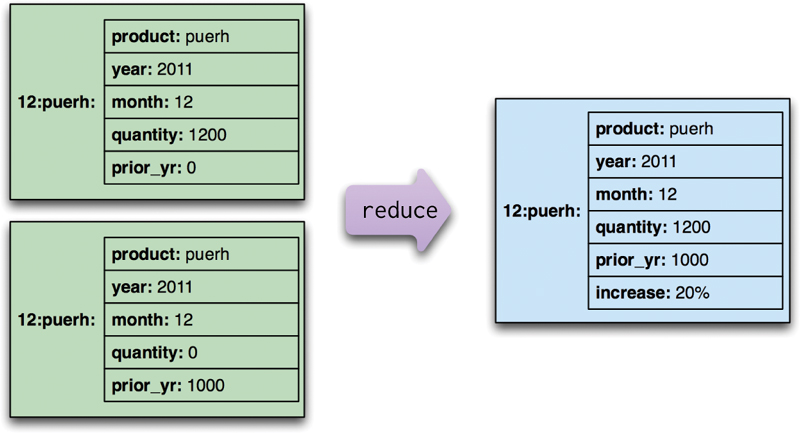 12:puerh:
product: puerh
year: 2011
month: 12
quantity: 1200
prior_yr: 0
12:puerh:
product: puerh
year: 2011
month: 12
quantity: 0
prior_yr: 1000
reduce
12:puerh:
product: puerh
year: 2011
month: 12
quantity: 1200
prior_yr: 1000
increase: 20%